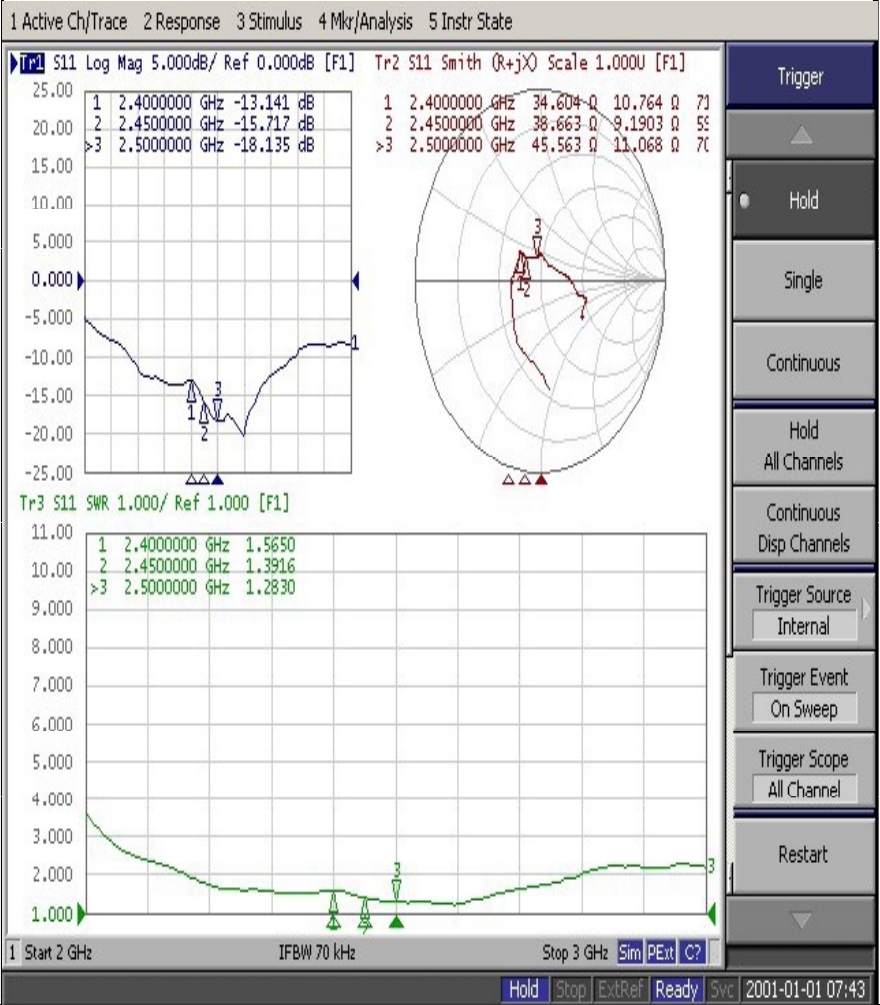 1 Active Ch/Trace 2 Response 3 Stimulus 4 Mkr/Analysis 5 Instr State
Tr1 S11 Log Mag 5.000dB/ Ref 0.000dB [F1]
25.00
20.00
15.00
10.00
5.000
0.000
-5.000
-10.00
-15.00
-20.00
-25.00
1 2.4000000 GHz -13.141 dB
2 2.4500000 GHz -15.717 dB
>3 2.5000000 GHz -18.135 dB
1
1
2
3
Tr2 S11 Smith (R+jX) Scale 1.000U [F1]
1 2.4000000 GHz 34.604 Ω 10.764 Ω 71
2 2.4500000 GHz 38.663 Ω 9.1903 Ω
>3 2.5000000 GHz 45.563 Ω 11.068 Ω
3
1
2
Tr3 S11 SWR 1.000/ Ref 1.000 [F1]
11.00
10.00
9.000
8.000
7.000
6.000
5.000
4.000
3.000
2.000
1.000
1 2.4000000 GHz 1.5650
2 2.4500000 GHz 1.3916
>3 2.5000000 GHz 1.2830
3
3
1 Start 2 GHz IFBW 70 kHz Stop 3 GHz Sim PExt C?
Trigger
Hold
Single
Continuous
Hold
All Channels
Continuous
Disp Channels
Trigger Source
Internal
Trigger Event
On Sweep
Trigger Scope
All Channel
Restart
Hold Stop ExtRef Ready Svc 2001-01-01 07:43